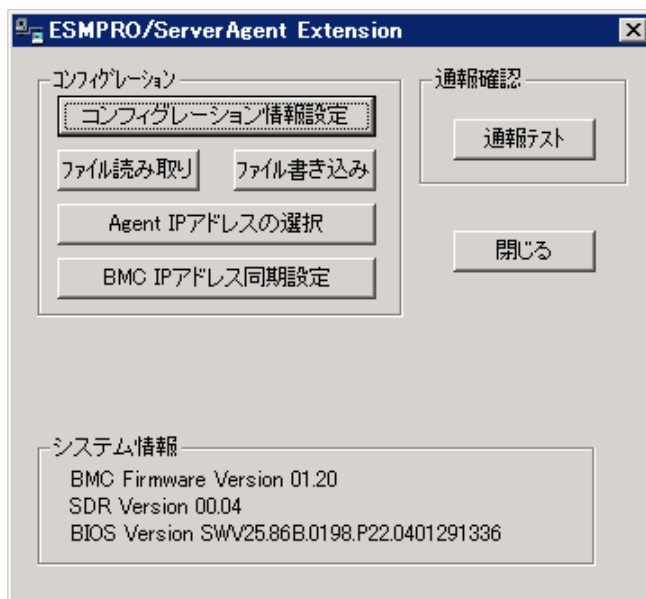 ESMPRO/ServerAgent Extension
コンフィグレーション
コンフィグレーション情報設定
ファイル読み取り
ファイル書き込み
Agent IPアドレスの選択
BMC IPアドレス同期設定
通報確認
通報テスト
閉じる
システム情報
BMC Firmware Version 01.20
SDR Version 00.04
BIOS Version SWV25.86B.0198.P22.0401291336